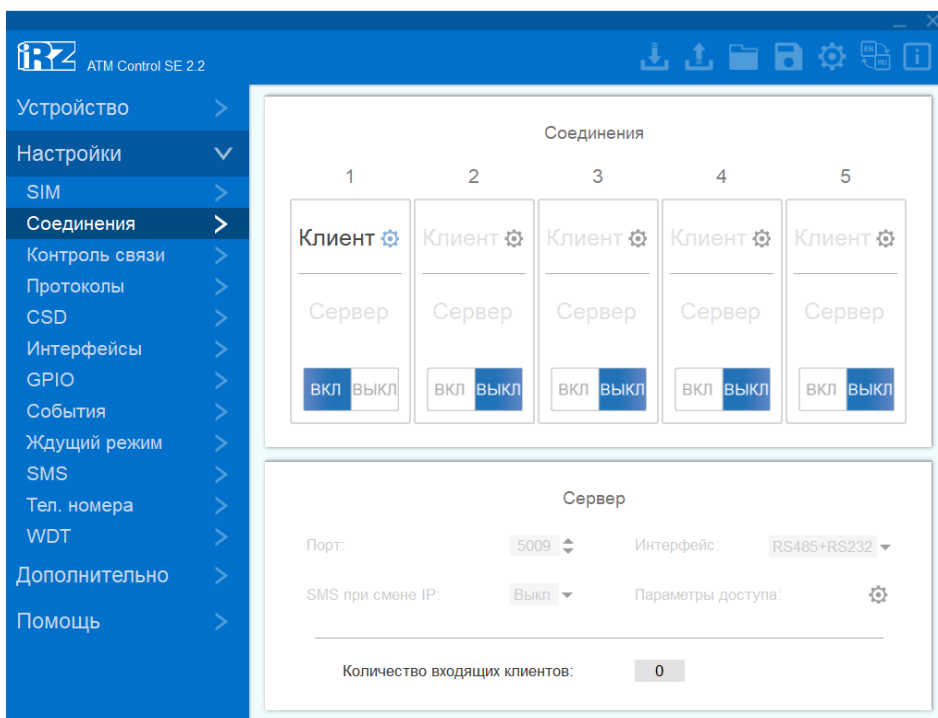 iRZ ATM Control SE 2.2
EN
RU
i
Устройство
Настройки
SIM
Соединения
Контроль связи
Протоколы
CSD
Интерфейсы
GPIO
События
Ждущий режим
SMS
Тел. номера
WDT
Дополнительно
Помощь
Соединения
1 2 3 4 5
Клиент Клиент Клиент Клиент Клиент
Сервер Сервер Сервер Сервер Сервер
ВКЛ ВЫКЛ ВКЛ ВЫКЛ ВКЛ ВЫКЛ ВКЛ ВЫКЛ ВКЛ ВЫКЛ
Сервер
Порт: 5009 Интерфейс: RS485+RS232
SMS при смене IP: Выкл Параметры доступа:
Количество входящих клиентов: 0